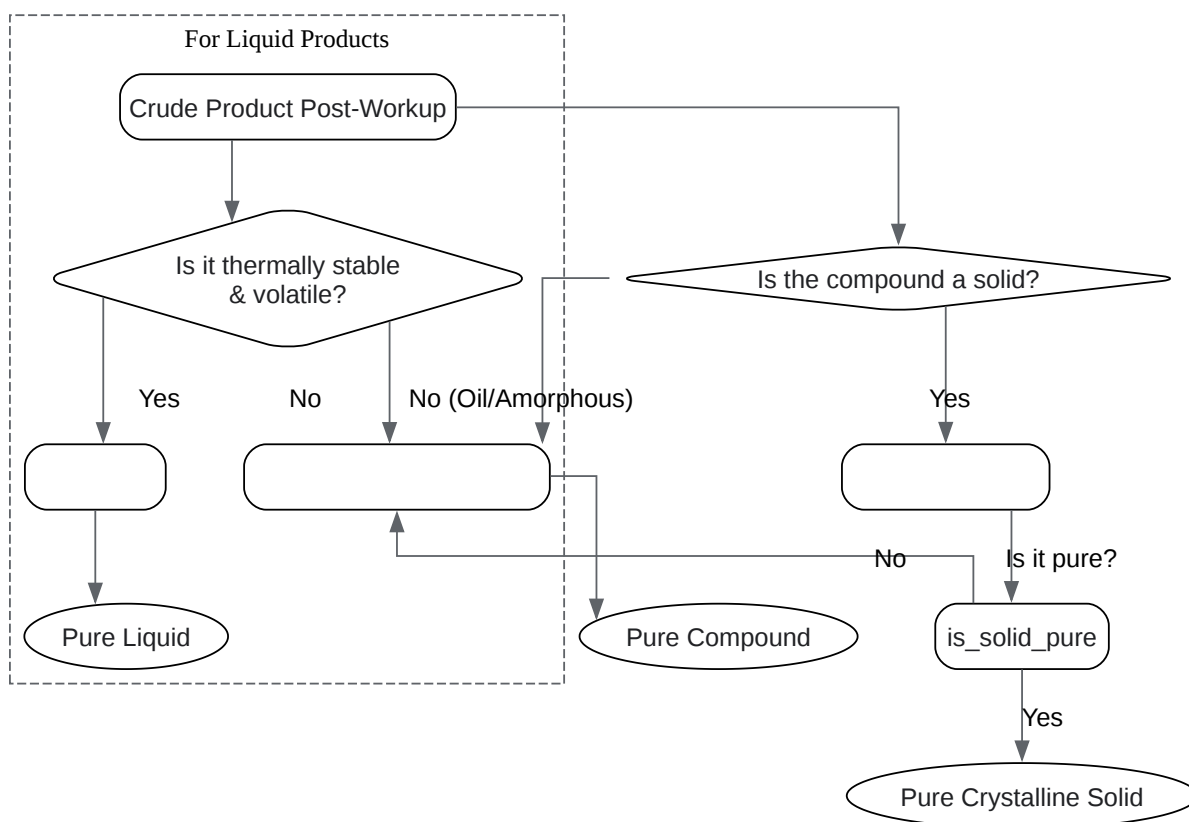 For Liquid Products
Crude Product Post-Workup
Is it thermally stable
& volatile?
Is the compound a solid?
Yes
No
No (Oil/Amorphous)
Yes
No
Is it pure?
Pure Liquid
Pure Compound
is_solid_pure
Yes
Pure Crystalline Solid